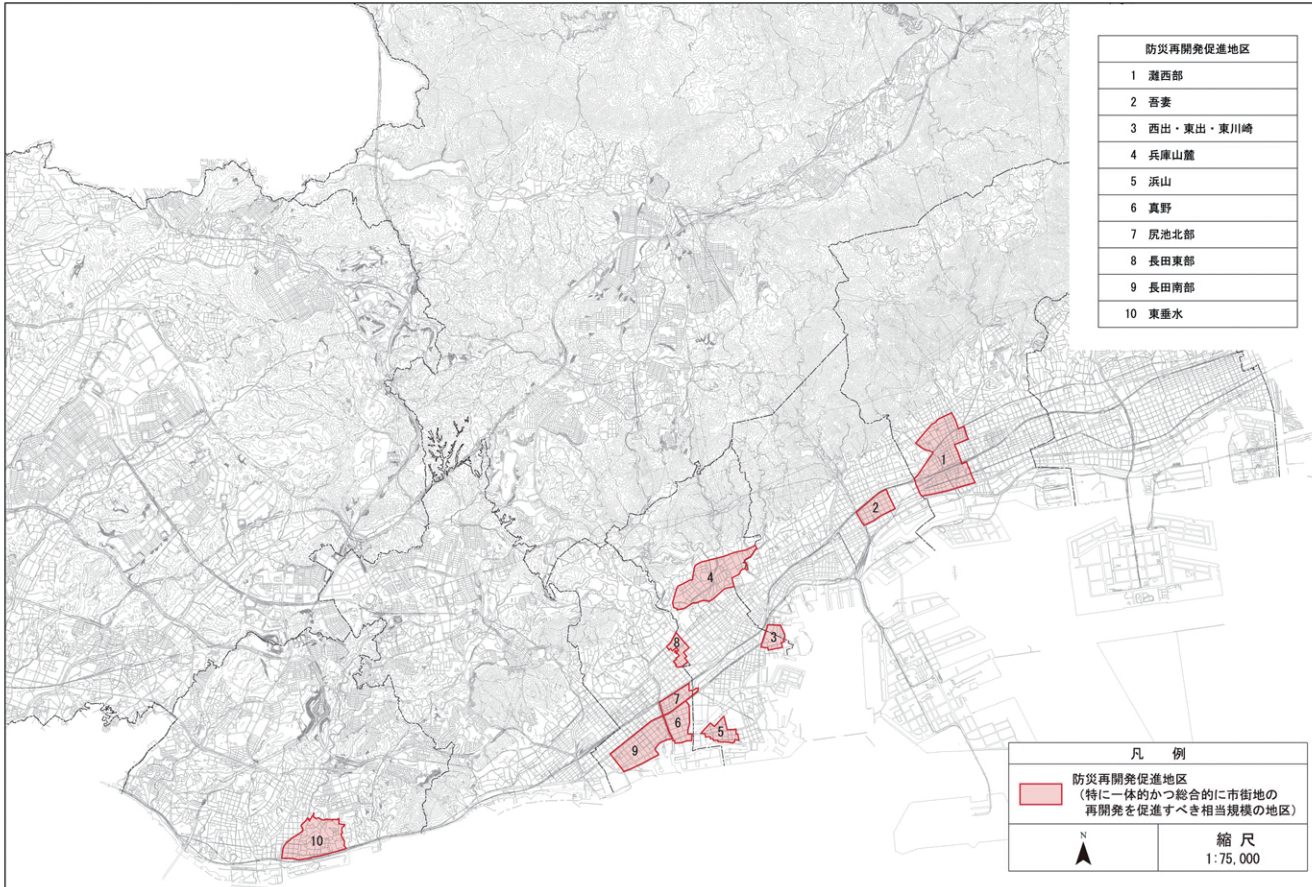 防災再開発促進地区
1 灘西部
2 吾妻
3 西出・東出・東川崎
4 兵庫山麓
5 浜山
6 真野
7 尻池北部
8 長田東部
9 長田南部
10 東垂水
1
2
4
3
8
7
6
5
9
10
凡 例
防災再開発促進地区
(特に一体的かつ総合的に市街地の
再開発を促進すべき相当規模の地区)
N
縮 尺
1:75,000